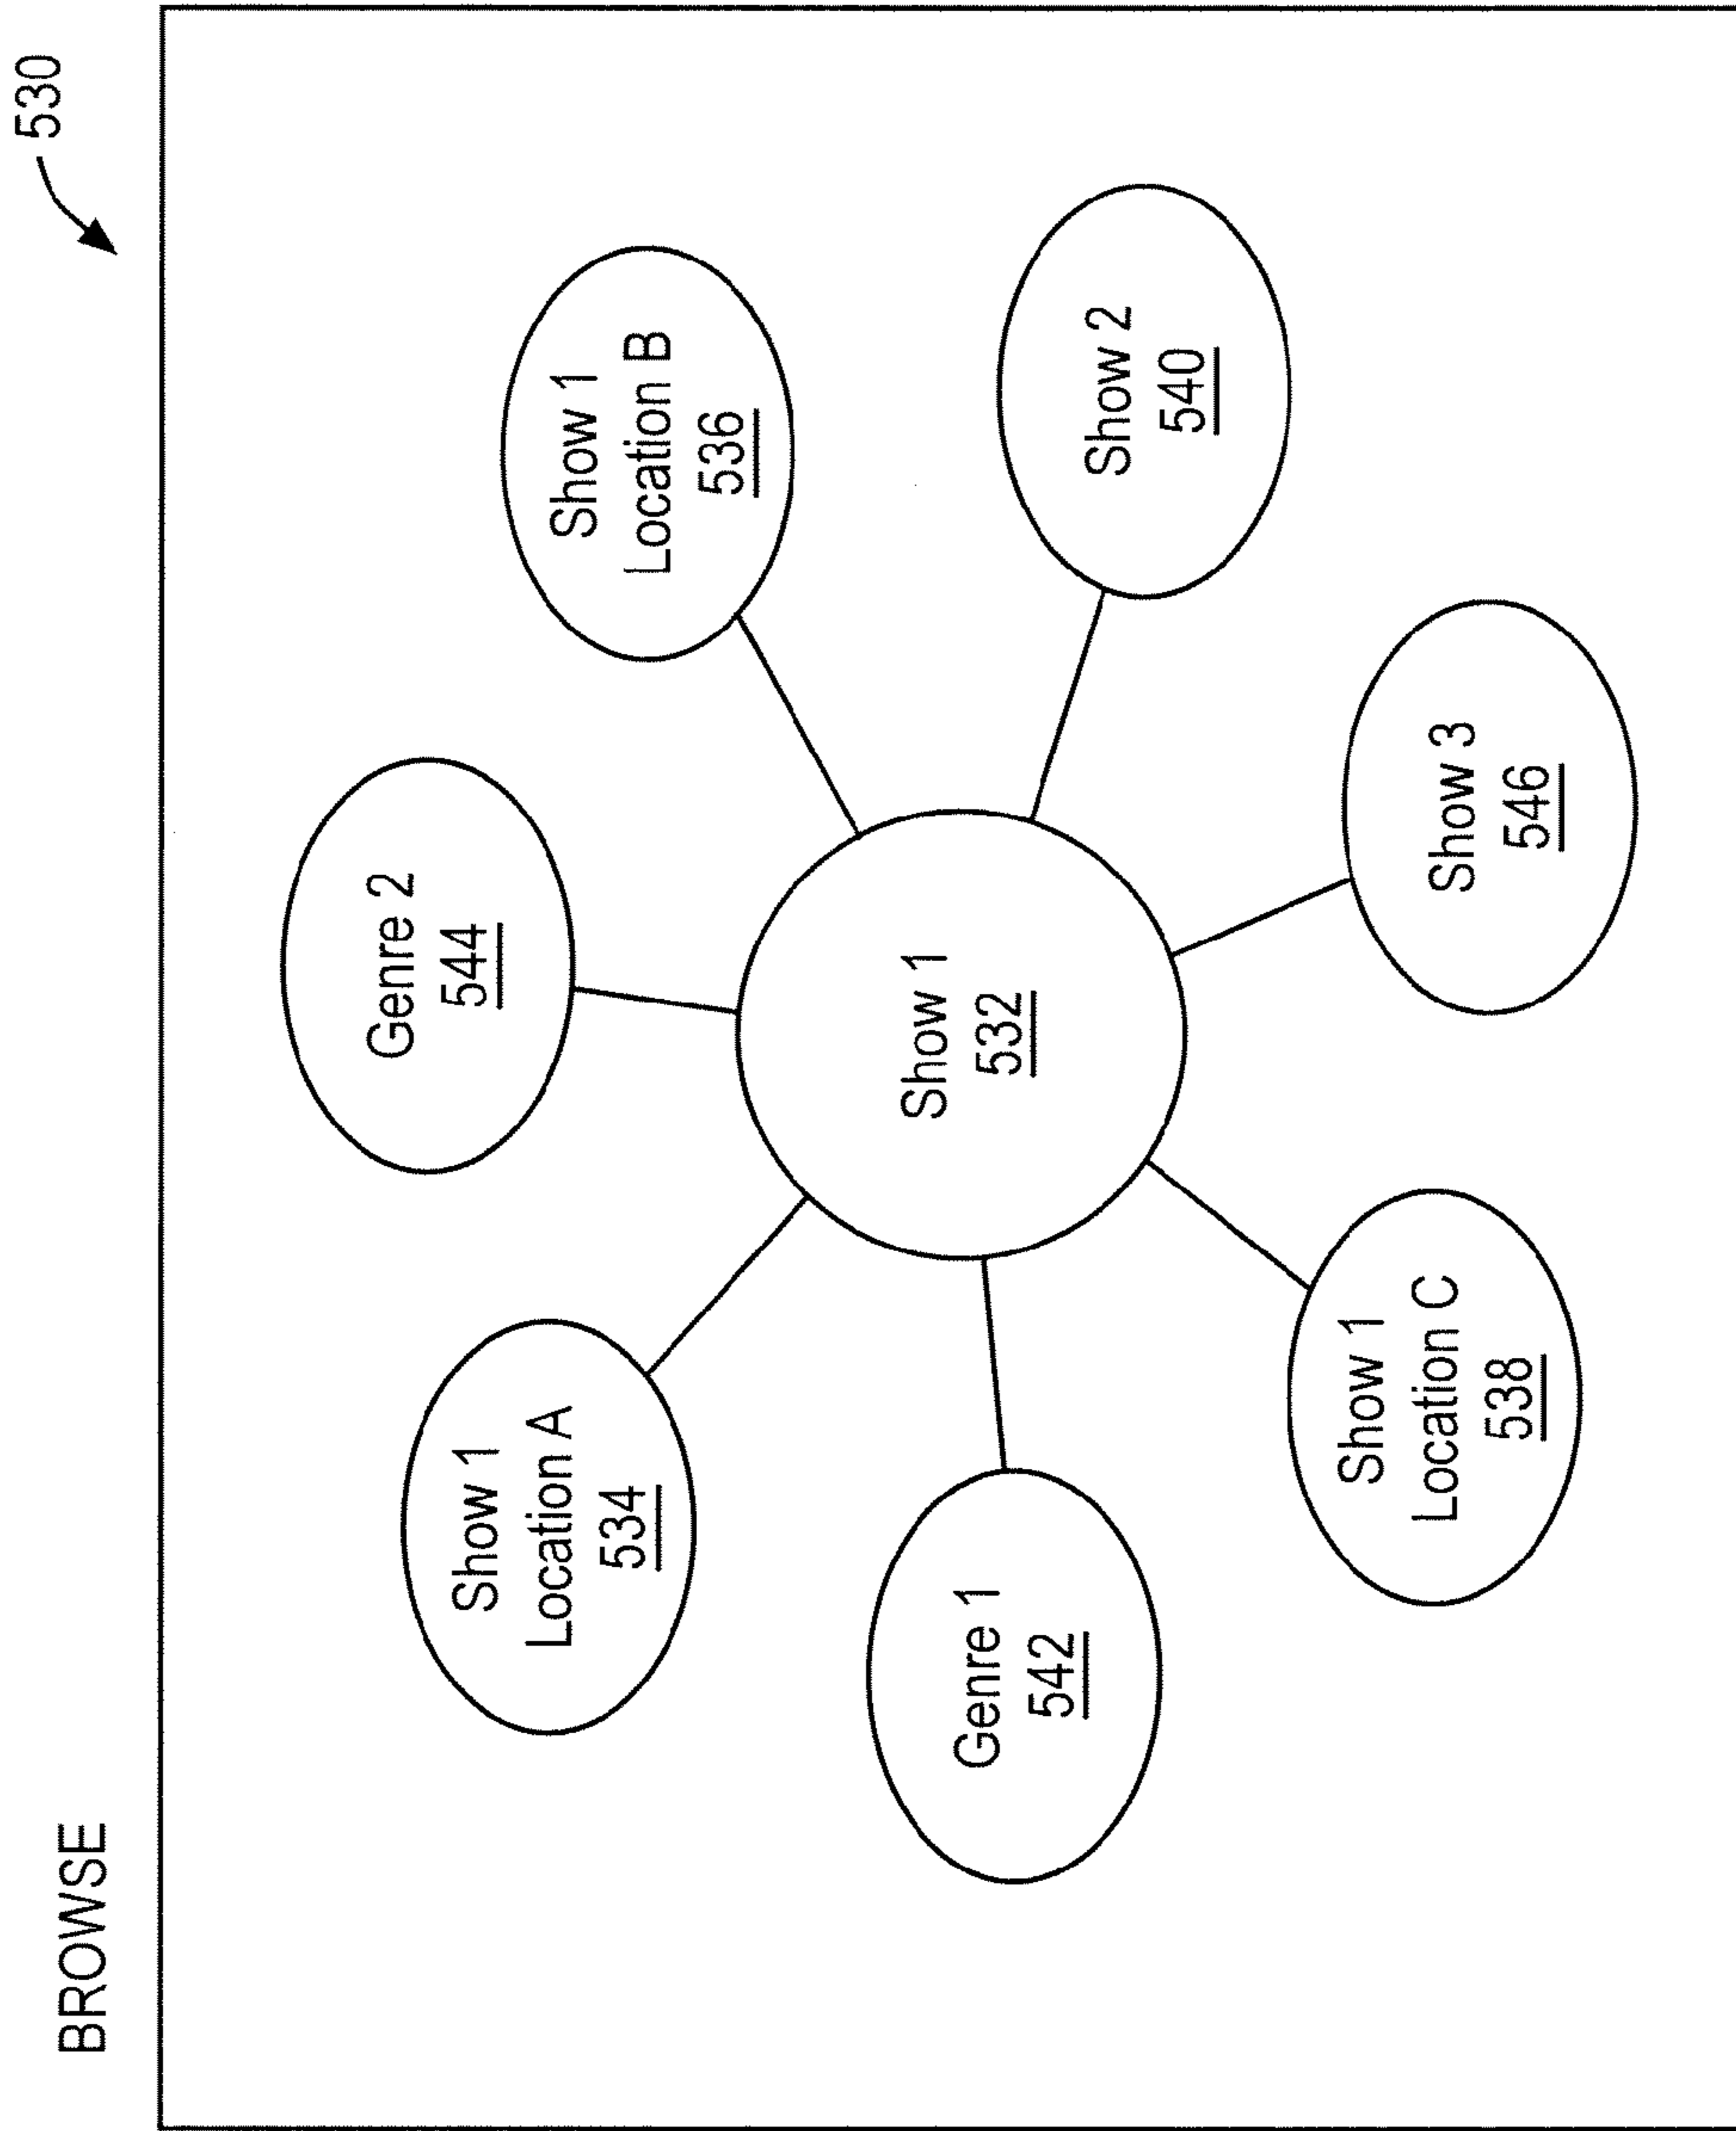 BROWSE
530
Genre 2
544
Show 1
Location A
534
Show 1
Location B
536
Show 1
532
Genre 1
542
Show 2
540
Show 1
Location C
538
Show 3
546